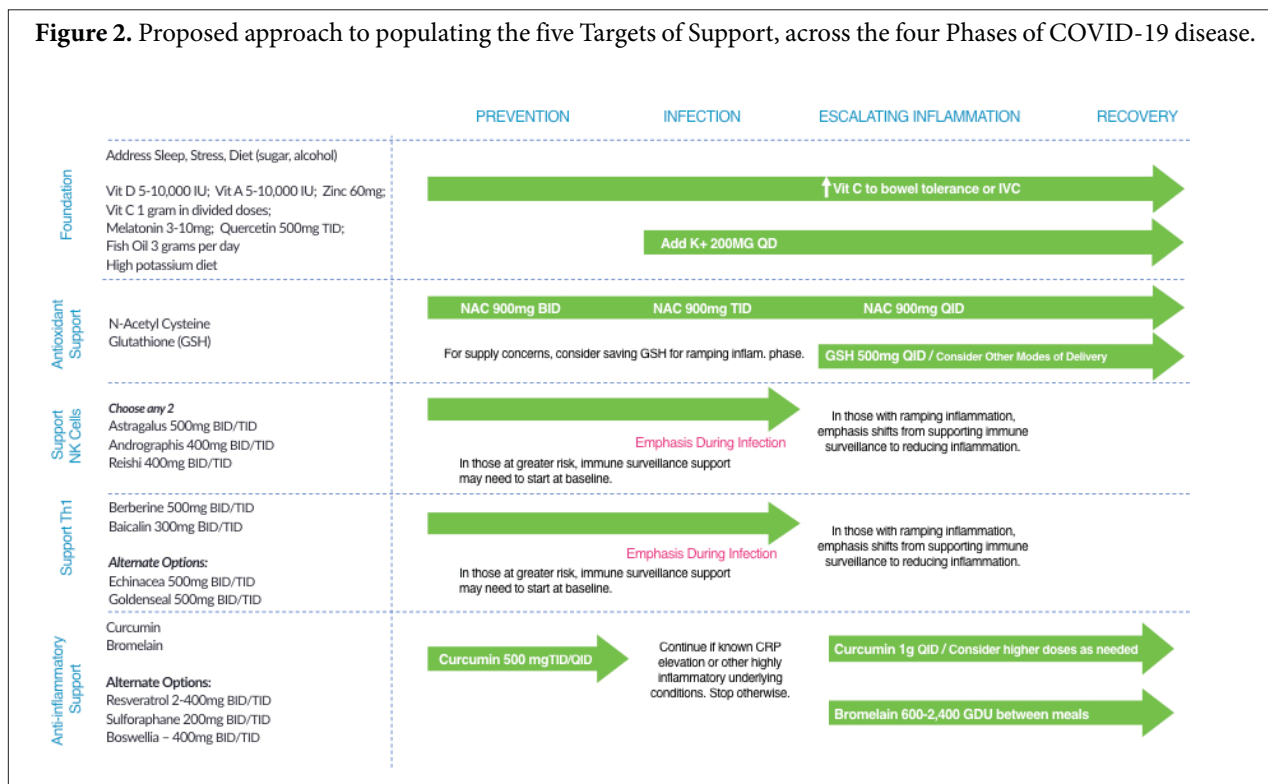 Figure 2. Proposed approach to populating the five Targets of Support, across the four Phases of COVID-19 disease.
PREVENTION
INFECTION
ESCALATING INFLAMMATION
RECOVERY
Foundation
Address Sleep, Stress, Diet (sugar, alcohol)
Vit D 5-10,000 IU; Vit A 5-10,000 IU; Zinc 60mg;
Vit C 1 gram in divided doses;
Melatonin 3-10mg; Quercetin 500mg TID;
Fish Oil 3 grams per day
High potassium diet
Vit C to bowel tolerance or IVC
Add K+ 200MG QD
Antioxidant
Support
N-Acetyl Cysteine
Glutathione (GSH)
NAC 900mg BID
NAC 900mg TID
NAC 900mg QID
For supply concerns, consider saving GSH for ramping inflam. phase.
GSH 500mg QID / Consider Other Modes of Delivery
Support
NK Cells
Choose any 2
Astragalus 500mg BID/TID
Andrographis 400mg BID/TID
Reishi 400mg BID/TID
Emphasis During Infection
In those at greater risk, immune surveillance support
may need to start at baseline.
In those with ramping inflammation,
emphasis shifts from supporting immune
surveillance to reducing inflammation.
Support Th1
Berberine 500mg BID/TID
Baicalin 300mg BID/TID
Alternate Options:
Echinacea 500mg BID/TID
Goldenseal 500mg BID/TID
Emphasis During Infection
In those at greater risk, immune surveillance support
may need to start at baseline.
In those with ramping inflammation,
emphasis shifts from supporting immune
surveillance to reducing inflammation.
Anti-inflammatory
Support
Curcumin
Bromelain
Alternate Options:
Resveratrol 2-400mg BID/TID
Sulforaphane 200mg BID/TID
Boswellia – 400mg BID/TID
Curcumin 500 mgTID/QID
Continue if known CRP
elevation or other highly
inflammatory underlying
conditions. Stop otherwise.
Curcumin 1g QID / Consider higher doses as needed
Bromelain 600-2,400 GDU between meals